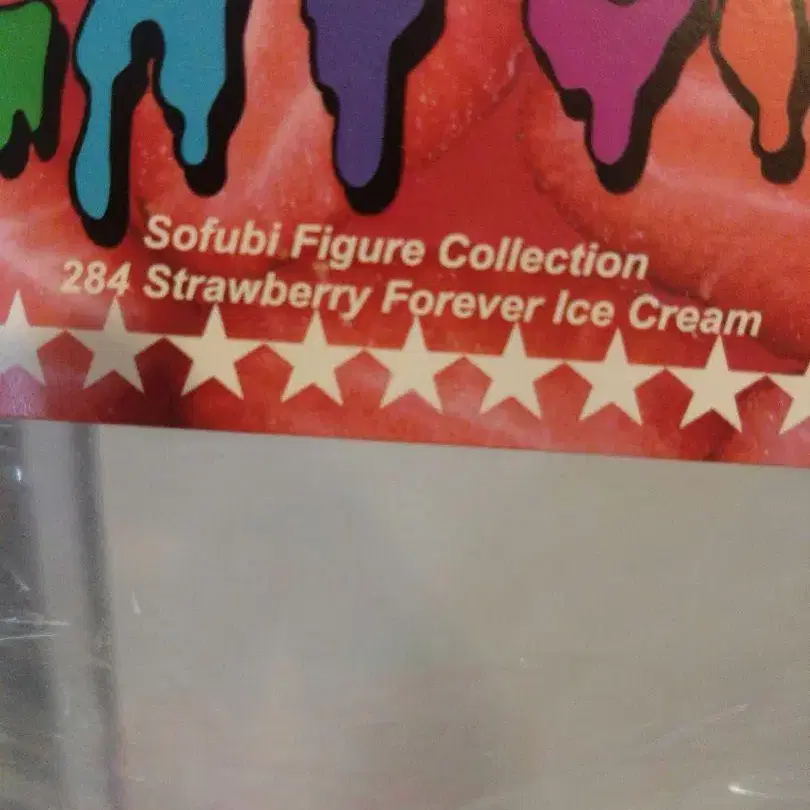 Sofubi Figure Collection
284 Strawberry Forever Ice Cream